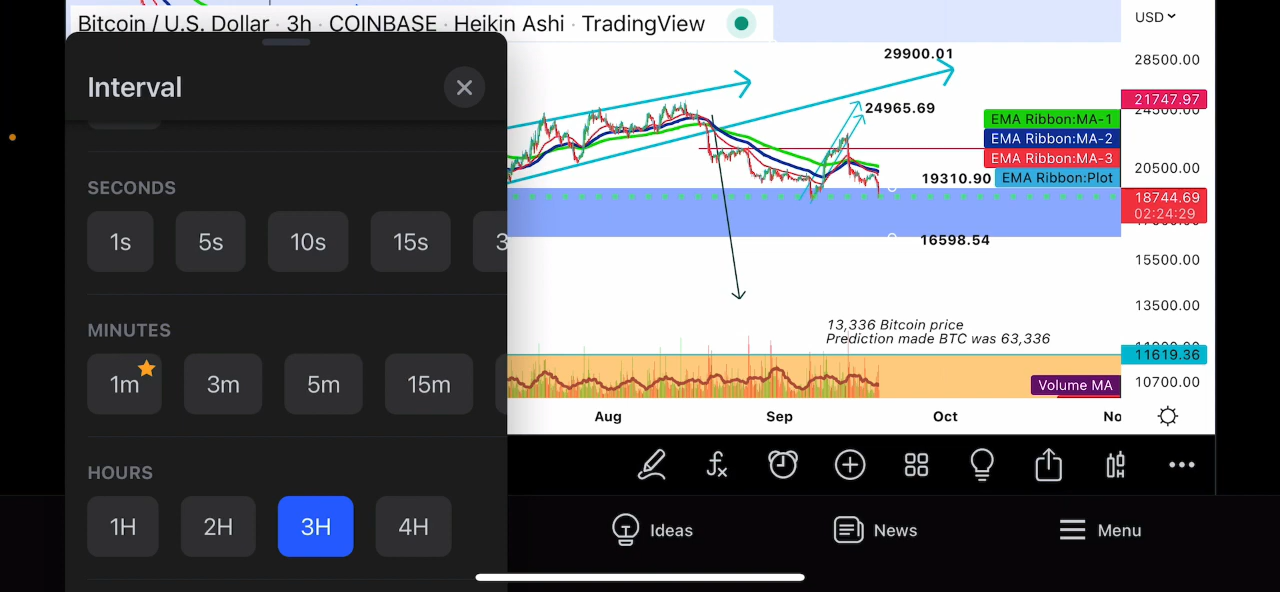 Bitcoin / U.S. Dollar · 3h · COINBASE · Heikin Ashi · TradingView
USD
Interval
29900.01
28500.00
21747.97
24965.69
EMA Ribbon:MA-1
EMA Ribbon:MA-2
EMA Ribbon:MA-3
20500.00
SECONDS
19310.90
EMA Ribbon:Plot
18744.69
02:24:29
1s
5s
10s
15s
3
16598.54
15500.00
13500.00
MINUTES
13,336 Bitcoin price
Prediction made BTC was 63,336
11619.36
1m
3m
5m
15m
Volume MA
10700.00
Aug
Sep
Oct
No
HOURS
1H
2H
3H
4H
Ideas
News
Menu